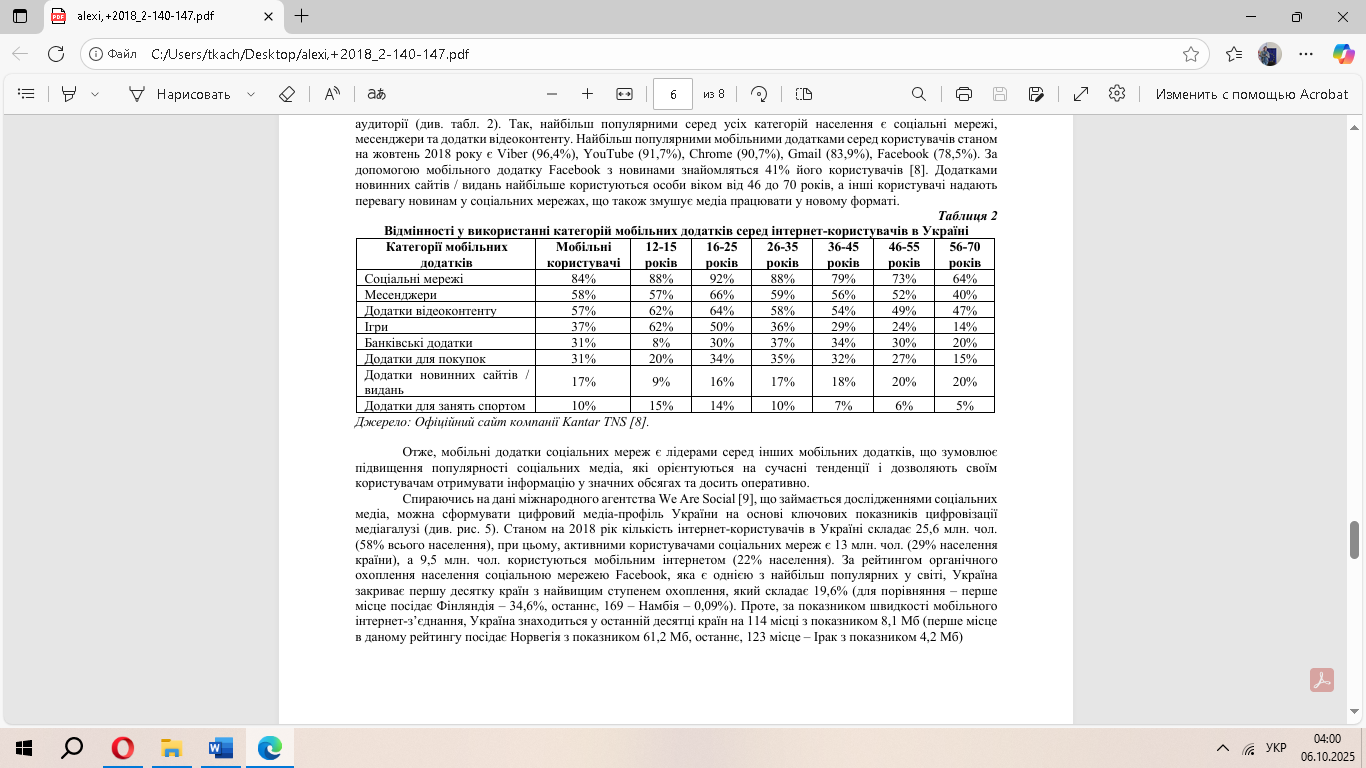 alexi,+2018_2-140-147.pdf
Файл C:/Users/tkach/Desktop/alexi,+2018_2-140-147.pdf
Нарисовать 6 из 8 Изменить с помощью Acrobat
аудиторії (див. табл. 2). Так, найбільш популярними серед усіх категорій населення є соціальні мережі,
месенджери та додатки відеоконтенту. Найбільш популярними мобільними додатками серед користувачів станом
на жовтень 2018 року є Viber (96,4%), YouTube (91,7%), Chrome (90,7%), Gmail (83,9%), Facebook (78,5%). За
допомогою мобільного додатку Facebook з новинами знайомляться 41% його користувачів [8]. Додатками
новинних сайтів / видань найбільше користуються особи віком від 46 до 70 років, а інші користувачі надають
перевагу новинам у соціальних мережах, що також змушує медіа працювати у новому форматі.
Таблиця 2
Відмінності у використанні категорій мобільних додатків серед інтернет-користувачів в Україні
Категорії мобільних Мобільні 12-15 16-25 26-35 36-45 46-55 56-70
додатків користувачі років років років років років років
Соціальні мережі 84% 88% 92% 88% 79% 73% 64%
Месенджери 58% 57% 66% 59% 56% 52% 40%
Додатки відеоконтенту 57% 62% 64% 58% 54% 49% 47%
Ігри 37% 62% 50% 36% 29% 24% 14%
Банківські додатки 31% 8% 30% 37% 34% 30% 20%
Додатки для покупок 31% 20% 34% 35% 32% 27% 15%
Додатки новинних сайтів /
видань 17% 9% 16% 17% 18% 20% 20%
Додатки для занять спортом 10% 15% 14% 10% 7% 6% 5%
Джерело: Офіційний сайт компанії Kantar TNS [8].
Отже, мобільні додатки соціальних мереж є лідерами серед інших мобільних додатків, що зумовлює
підвищення популярності соціальних медіа, які орієнтуються на сучасні тенденції і дозволяють своїм
користувачам отримувати інформацію у значних обсягах та досить оперативно.
Спираючись на дані міжнародного агентства We Are Social [9], що займається дослідженнями соціальних
медіа, можна сформувати цифровий медіа-профіль України на основі ключових показників цифровізації
медіагалузі (див. рис. 5). Станом на 2018 рік кількість інтернет-користувачів в Україні складає 25,6 млн. чол.
(58% всього населення), при цьому, активними користувачами соціальних мереж є 13 млн. чол. (29% населення
країни), а 9,5 млн. чол. користуються мобільним інтернетом (22% населення). За рейтингом органічного
охоплення населення соціальною мережею Facebook, яка є однією з найбільш популярних у світі, Україна
закриває першу десятку країн з найвищим ступенем охоплення, який складає 19,6% (для порівняння – перше
місце посідає Фінляндія – 34,6%, останнє, 169 – Намбія – 0,09%). Проте, за показником швидкості мобільного
інтернет-з’єднання, Україна знаходиться у останній десятці країн на 114 місці з показником 8,1 Мб (перше місце
в даному рейтингу посідає Норвегія з показником 61,2 Мб, останнє, 123 місце – Ірак з показником 4,2 Мб)
УКР 04:00
06.10.2025